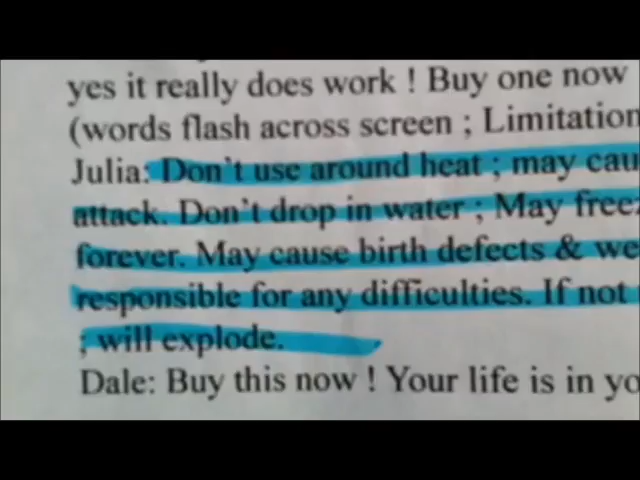 yes it really does work ! Buy one now
(words flash across screen ; Limitation
Julia: Don't use around heat ; may cau
attack. Don't drop in water ; May freez
forever. May cause birth defects & we
responsible for any difficulties. If not
; will explode.
Dale: Buy this now ! Your life is in yo